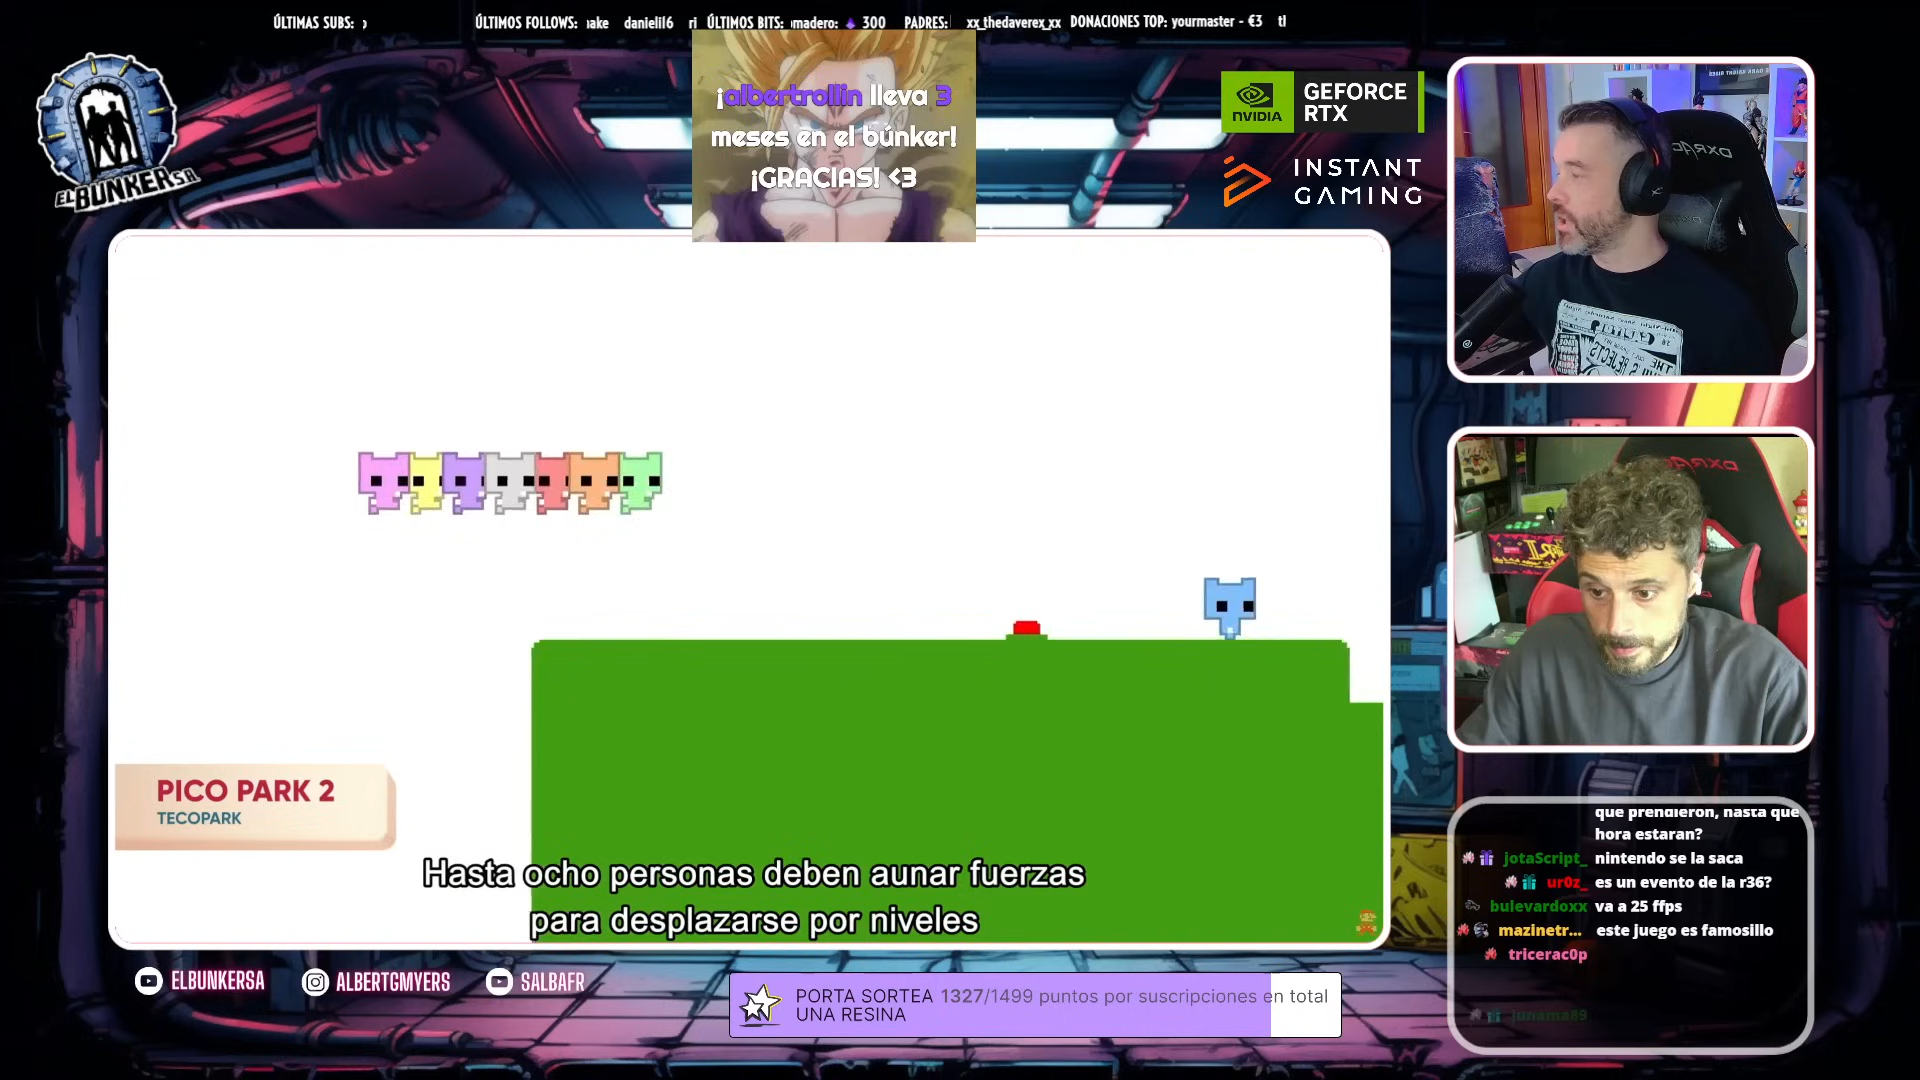 ÚLTIMAS SUBS:
ÚLTIMOS FOLLOWS: danielil6 ÚLTIMOS BITS: madero: 300 PADRES: xx_thedaverex_xx DONACIONES TOP: yourmaster - €3
EL BUNKER S.A.
¡albertrollin lleva 3
meses en el búnker!
¡GRACIAS! <3
NVIDIA
GEFORCE
RTX
INSTANT
GAMING
PICO PARK 2
TECOPARK
Hasta ocho personas deben aunar fuerzas
para desplazarse por niveles
que prendieron, hasta que
hora estaran?
jotaScript_ nintendo se la saca
ur0z_ es un evento de la r36?
bulevardoxx va a 25 ffps
mazinetr... este juego es famosillo
tricerac0p
junama89
ELBUNKERSA
ALBERTGMYERS
SALBAFR
PORTA SORTEA 1327/1499 puntos por suscripciones en total
UNA RESINA